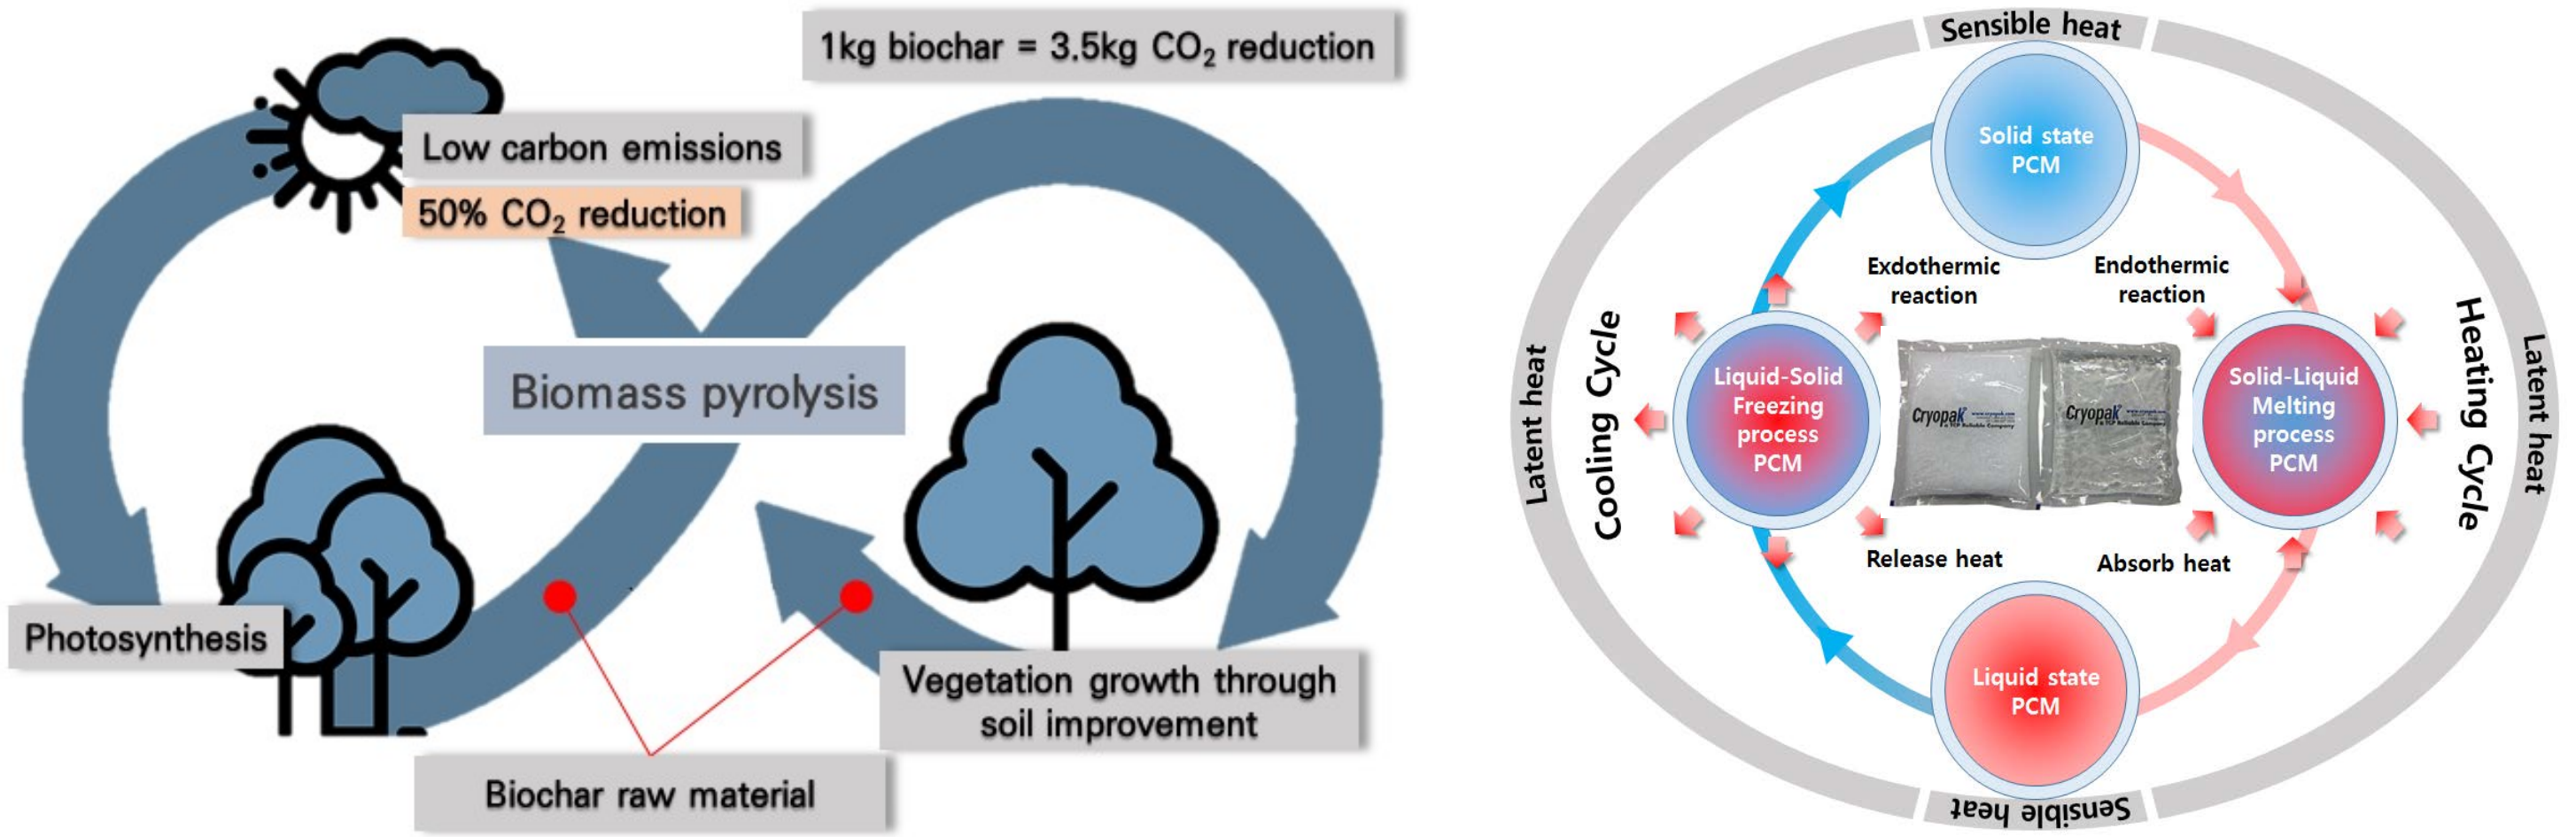 1kg biochar = 3.5kg CO₂ reduction
Low carbon emissions
50% CO₂ reduction
Biomass pyrolysis
Photosynthesis
Vegetation growth through
soil improvement
Biochar raw material
Sensible heat
Solid state
PCM
Exdothermic
reaction
Endothermic
reaction
Latent heat
Cooling Cycle
Liquid-Solid
Freezing
process
PCM
Cryopak
Cryopak
Solid-Liquid
Melting
process
PCM
Heating Cycle
Latent heat
Release heat
Absorb heat
Liquid state
PCM
Sensible heat